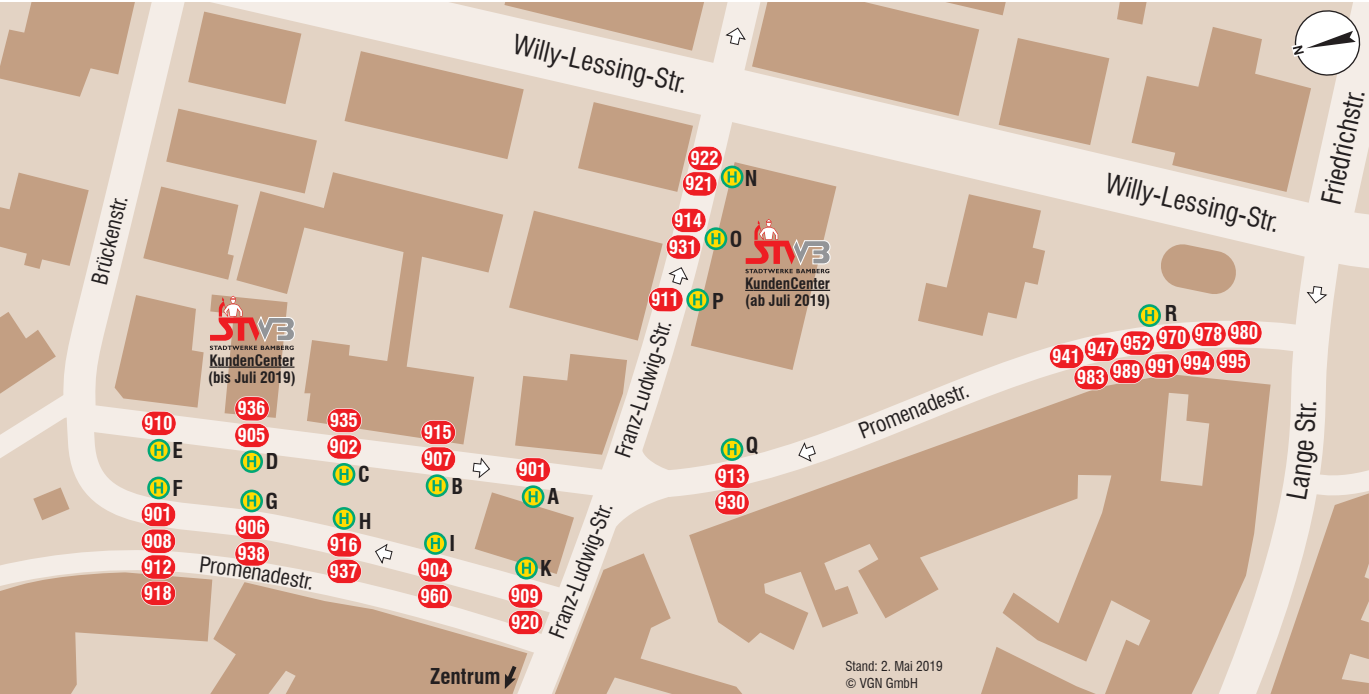 Willy-Lessing-Str.
N
Friedrichstr.
922
921
H N
Willy-Lessing-Str.
914
931
H O
STWB
STADTWERKE BAMBERG
KundenCenter
(ab Juli 2019)
911 H P
Brückenstr.
STWB
STADTWERKE BAMBERG
KundenCenter
(bis Juli 2019)
Franz-Ludwig-Str.
H R
941 947 952 970 978 980
983 989 991 994 995
Promenadestr.
Lange Str.
910
H E
936
905
H D
935
902
H C
915
907
H B
901
H A
H Q
913
930
H F
901
908
912
918
H G
906
938
H H
916
937
H I
904
960
H K
909
920
Promenadestr.
Franz-Ludwig-Str.
Zentrum
Stand: 2. Mai 2019
© VGN GmbH